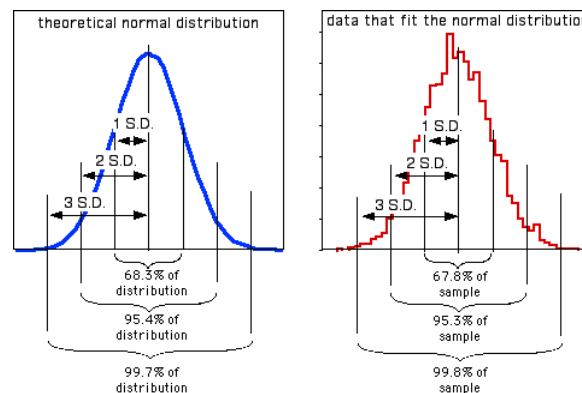 theoretical normal distribution
1 S.D.
2 S.D.
3 S.D.
68.3% of
distribution
95.4% of
distribution
99.7% of
distribution
data that fit the normal distribution
1 S.D.
2 S.D.
3 S.D.
67.8% of
sample
95.3% of
sample
99.8% of
sample